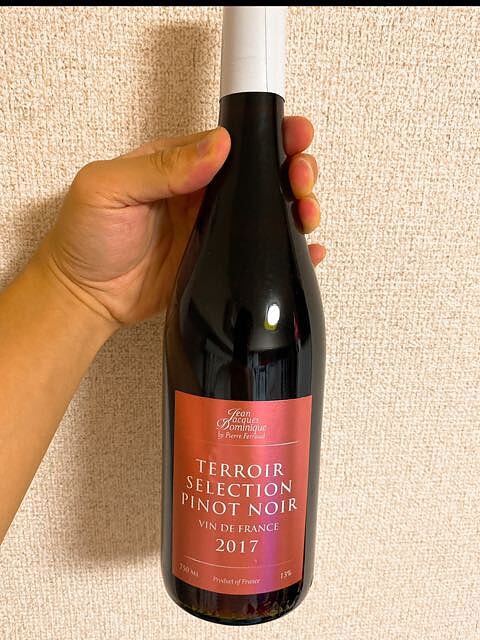 Jean
Jacques
Dominique
by Pierre Ferraud
TERROIR
SELECTION
PINOT NOIR
VIN DE FRANCE
2017
750 ML
Product of France
13%